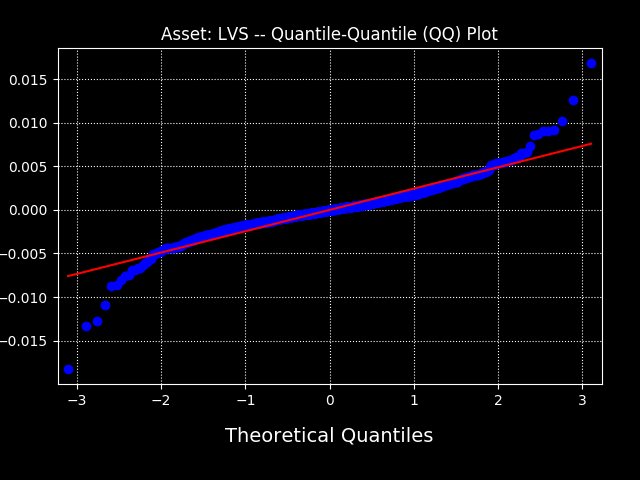 Asset: LVS -- Quantile-Quantile (QQ) Plot
0.015
0.010
0.005
0.000
−0.005
−0.010
−0.015
−3 −2 −1 0 1 2 3
Theoretical Quantiles